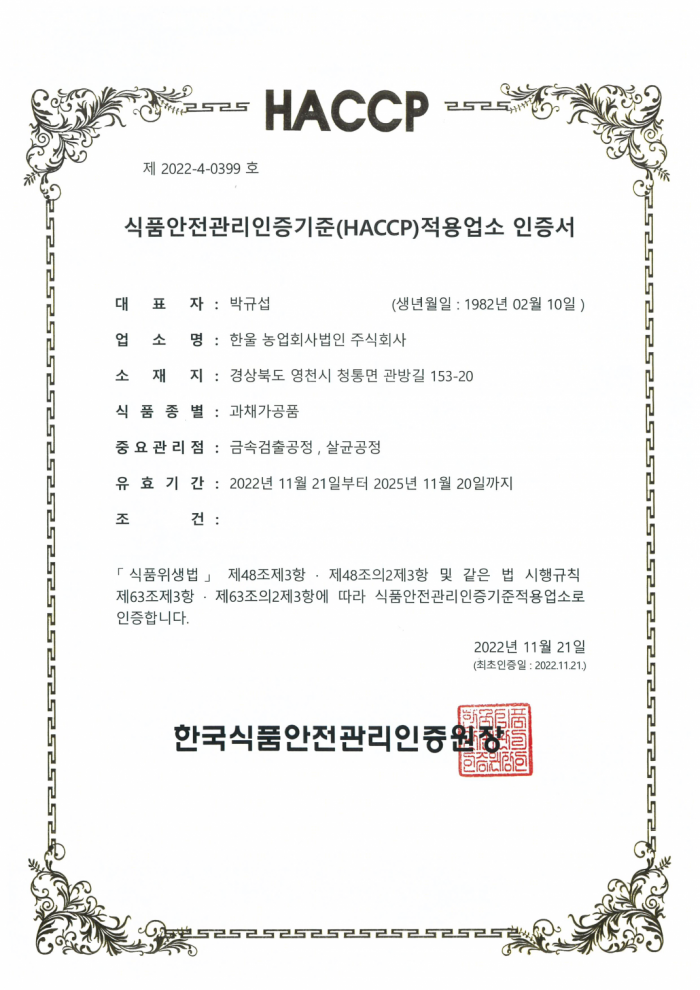 HACCP
제 2022-4-0399 호
식품안전관리인증기준(HACCP)적용업소 인증서
대 표 자 : 박규섭 (생년월일 : 1982년 02월 10일 )
업 소 명 : 한울 농업회사법인 주식회사
소 재 지 : 경상북도 영천시 청통면 관방길 153-20
식 품 종 별 : 과채가공품
중 요 관 리 점 : 금속검출공정 , 살균공정
유 효 기 간 : 2022년 11월 21일부터 2025년 11월 20일까지
조 건 :
「 식품위생법 」 제48조제3항 · 제48조의2제3항 및 같은 법 시행규칙
제63조제3항 · 제63조의2제3항에 따라 식품안전관리인증기준적용업소로
인증합니다.
2022년 11월 21일
(최초인증일 : 2022.11.21.)
한국식품안전관리인증원장